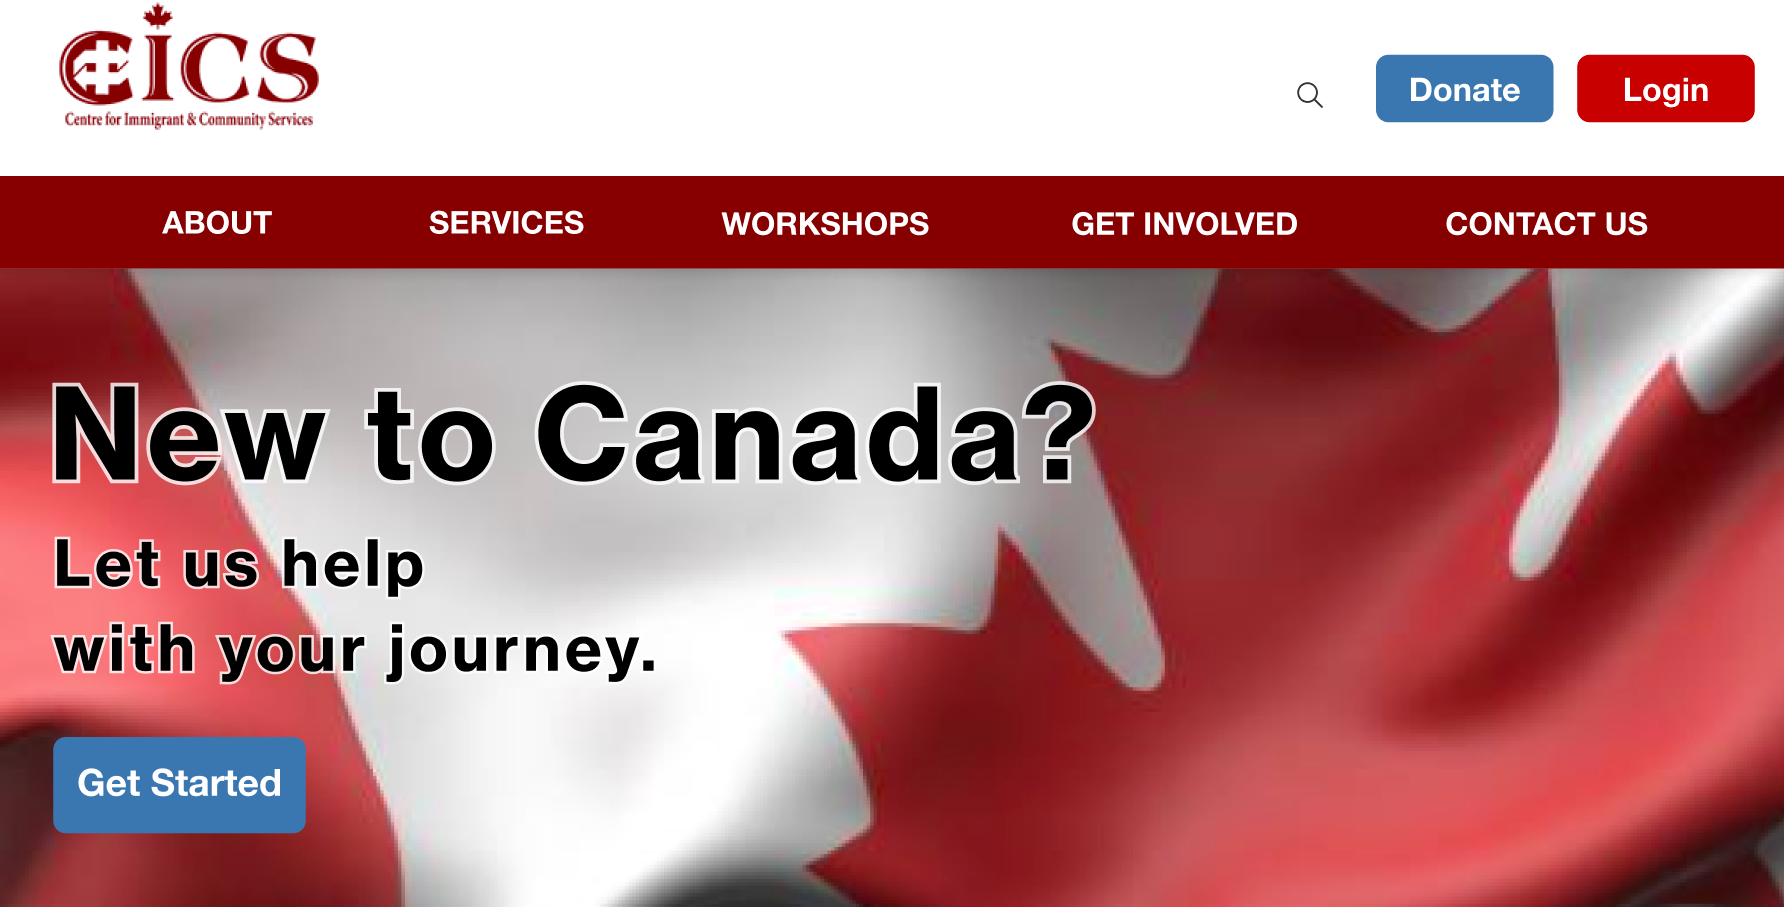 CICS
Centre for Immigrant & Community Services
Donate
Login
ABOUT
SERVICES
WORKSHOPS
GET INVOLVED
CONTACT US
New to Canada?
Let us help
with your journey.
Get Started